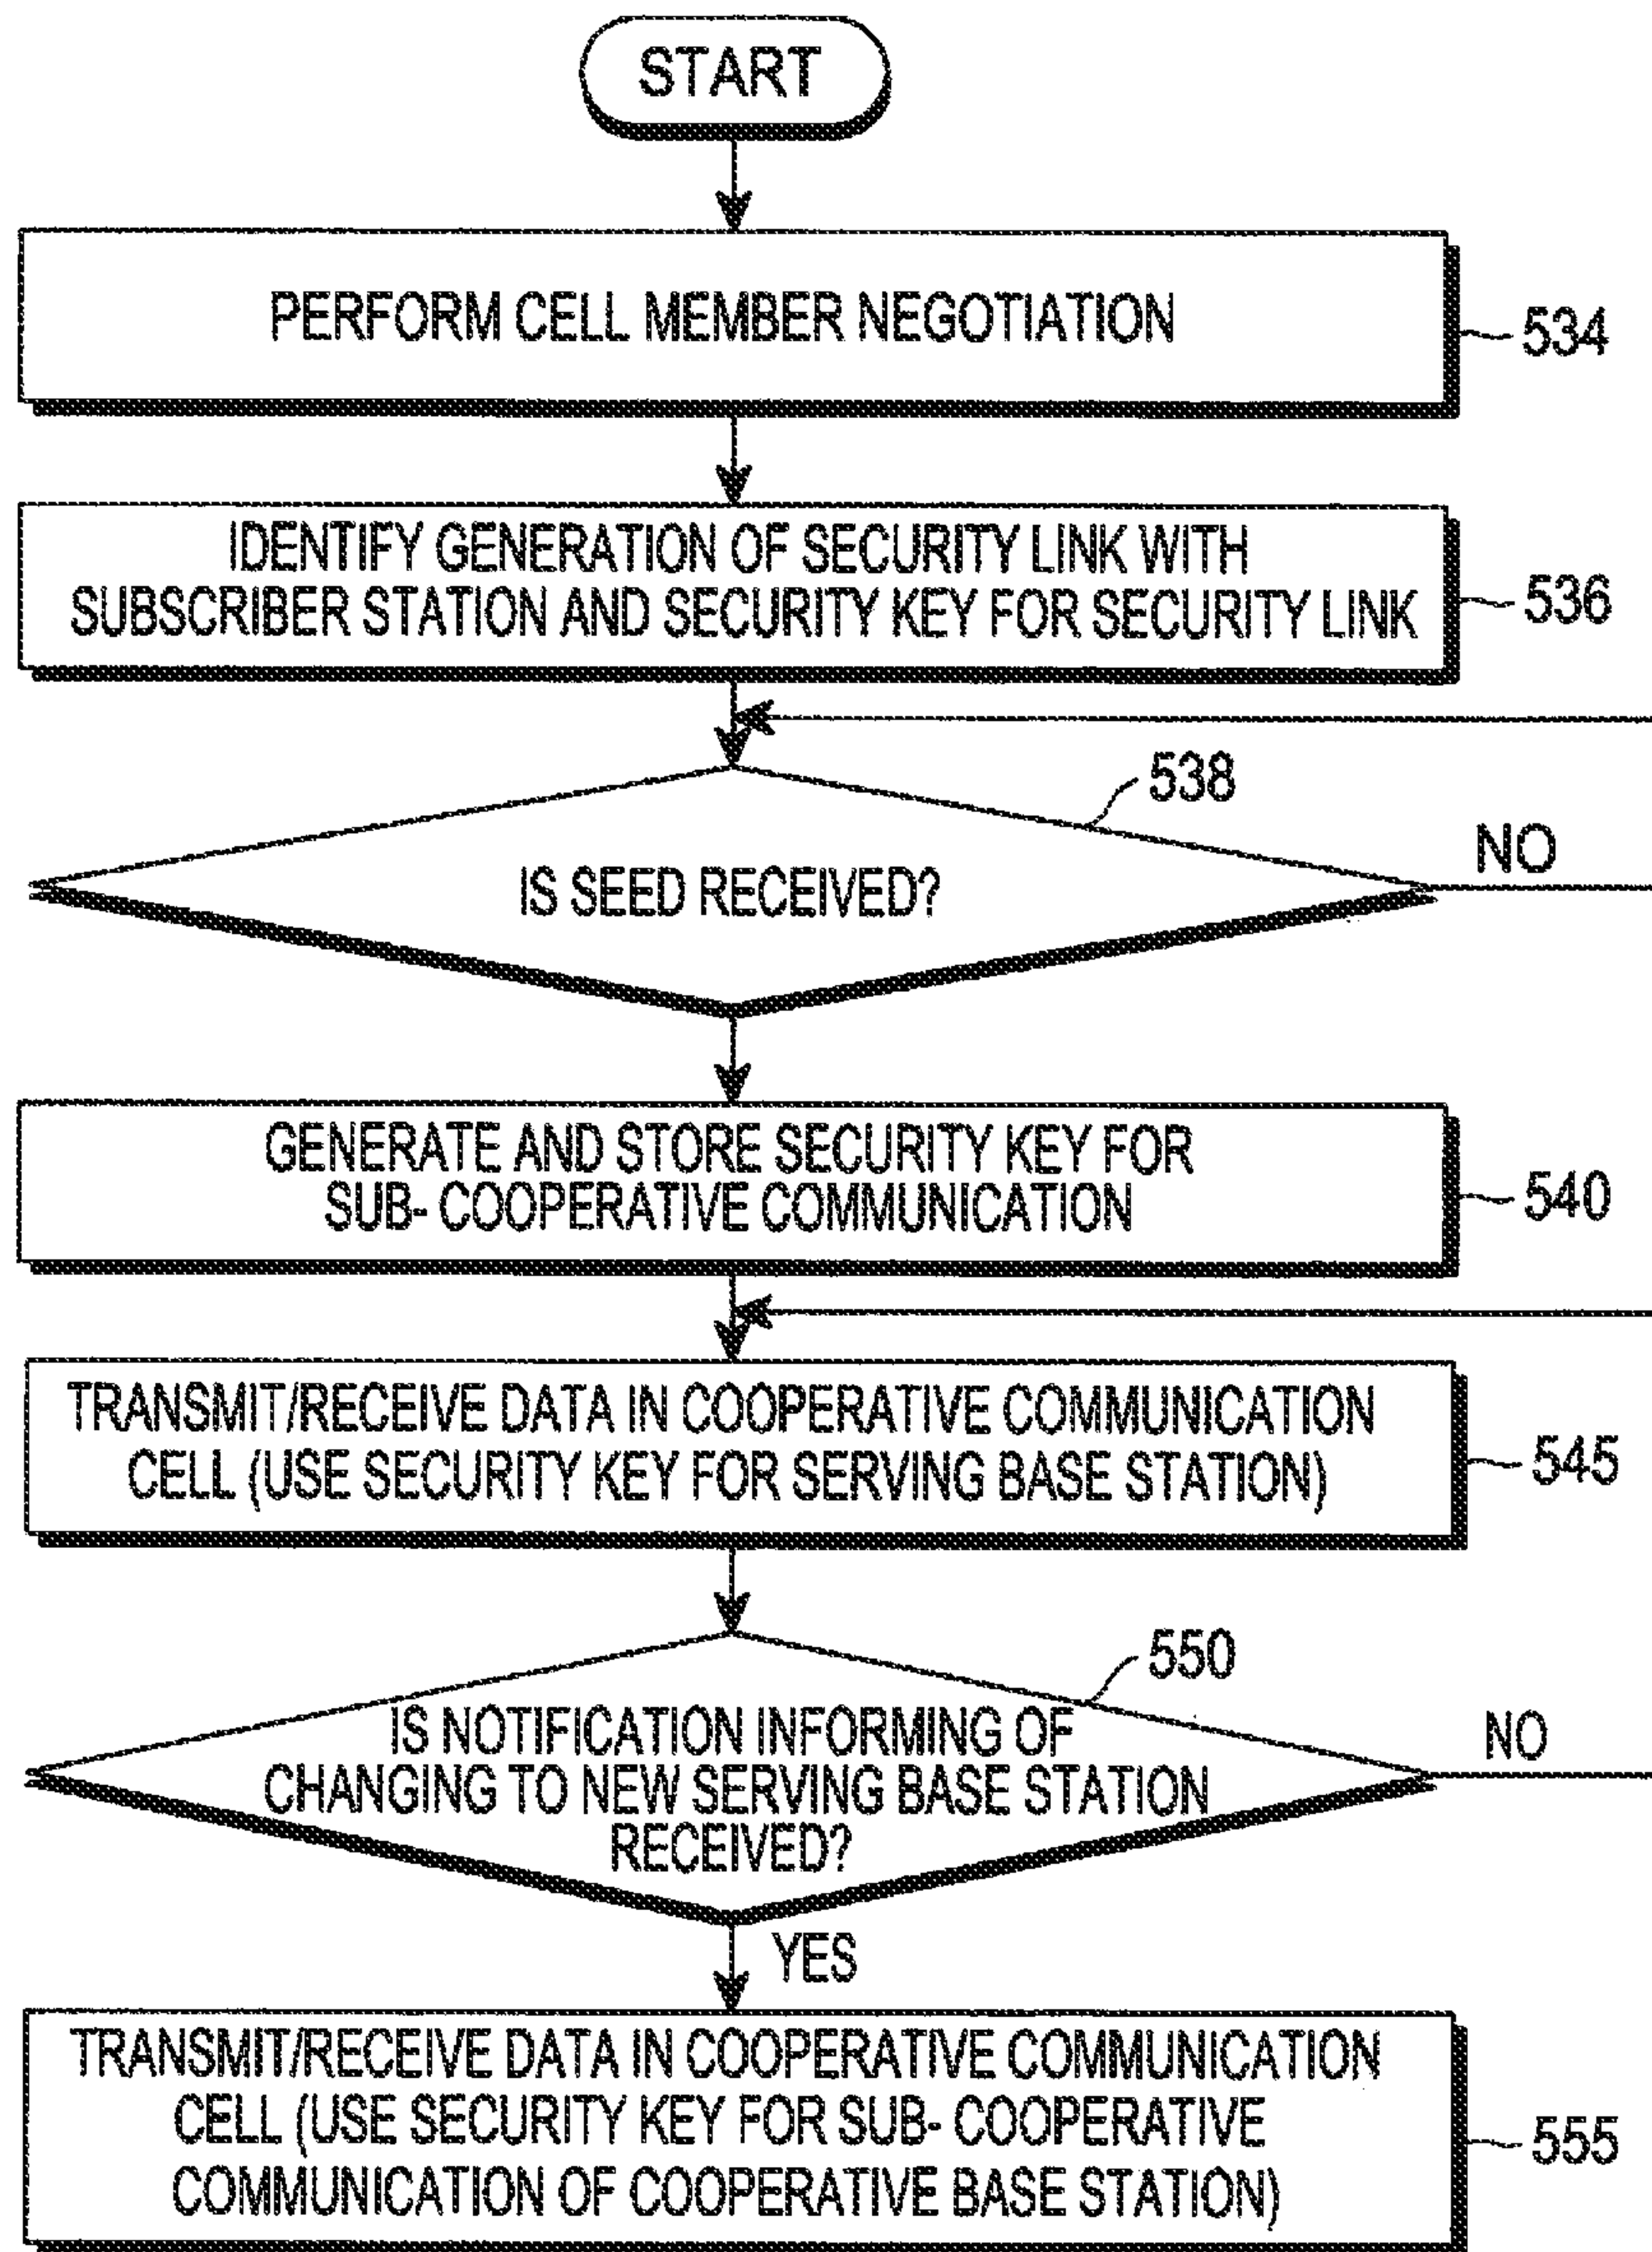 START
PERFORM CELL MEMBER NEGOTIATION
534
IDENTIFY GENERATION OF SECURITY LINK WITH
SUBSCRIBER STATION AND SECURITY KEY FOR SECURITY LINK
536
538
NO
IS SEED RECEIVED?
GENERATE AND STORE SECURITY KEY FOR
SUB- COOPERATIVE COMMUNICATION
540
TRANSMIT/RECEIVE DATA IN COOPERATIVE COMMUNICATION
CELL (USE SECURITY KEY FOR SERVING BASE STATION)
545
550
IS NOTIFICATION INFORMING OF
CHANGING TO NEW SERVING BASE STATION
RECEIVED?
NO
YES
TRANSMIT/RECEIVE DATA IN COOPERATIVE COMMUNICATION
CELL (USE SECURITY KEY FOR SUB- COOPERATIVE
COMMUNICATION OF COOPERATIVE BASE STATION)
555